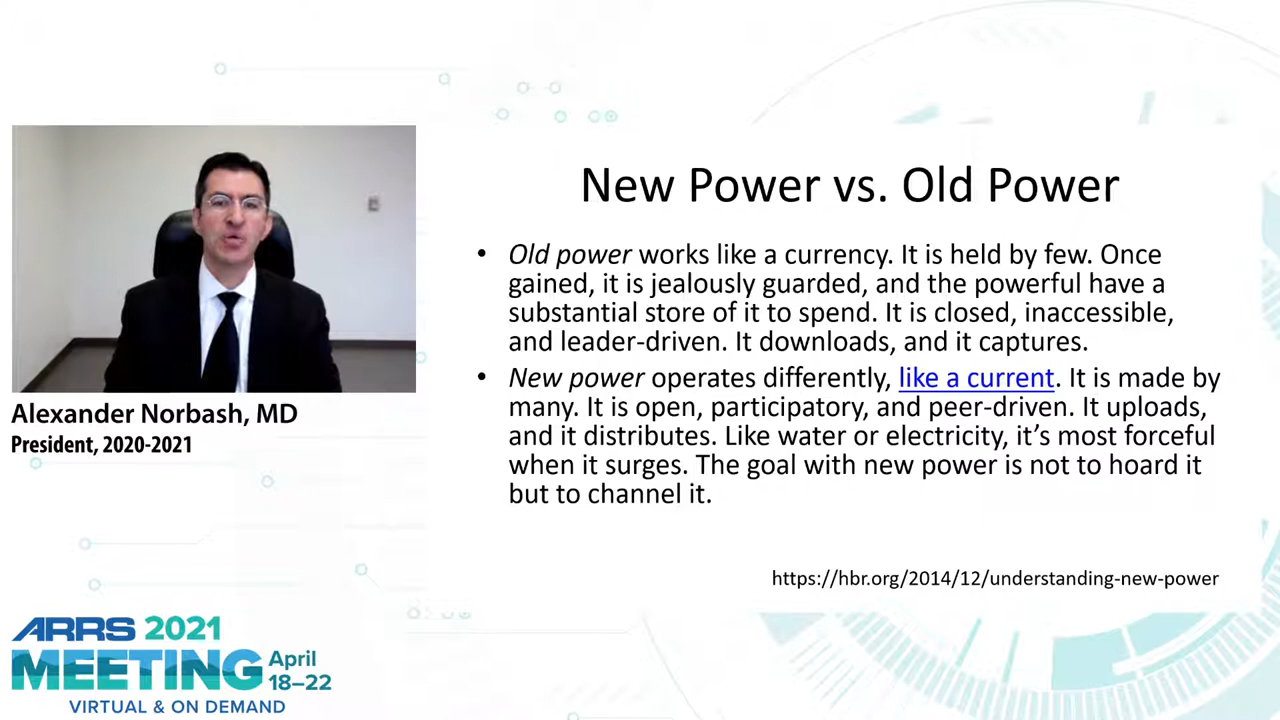 New Power vs. Old Power
• Old power works like a currency. It is held by few. Once
gained, it is jealously guarded, and the powerful have a
substantial store of it to spend. It is closed, inaccessible,
and leader-driven. It downloads, and it captures.
• New power operates differently, like a current. It is made by
many. It is open, participatory, and peer-driven. It uploads,
and it distributes. Like water or electricity, it’s most forceful
when it surges. The goal with new power is not to hoard it
but to channel it.
https://hbr.org/2014/12/understanding-new-power
Alexander Norbash, MD
President, 2020-2021
ARRS 2021
MEETING
April
18–22
VIRTUAL & ON DEMAND